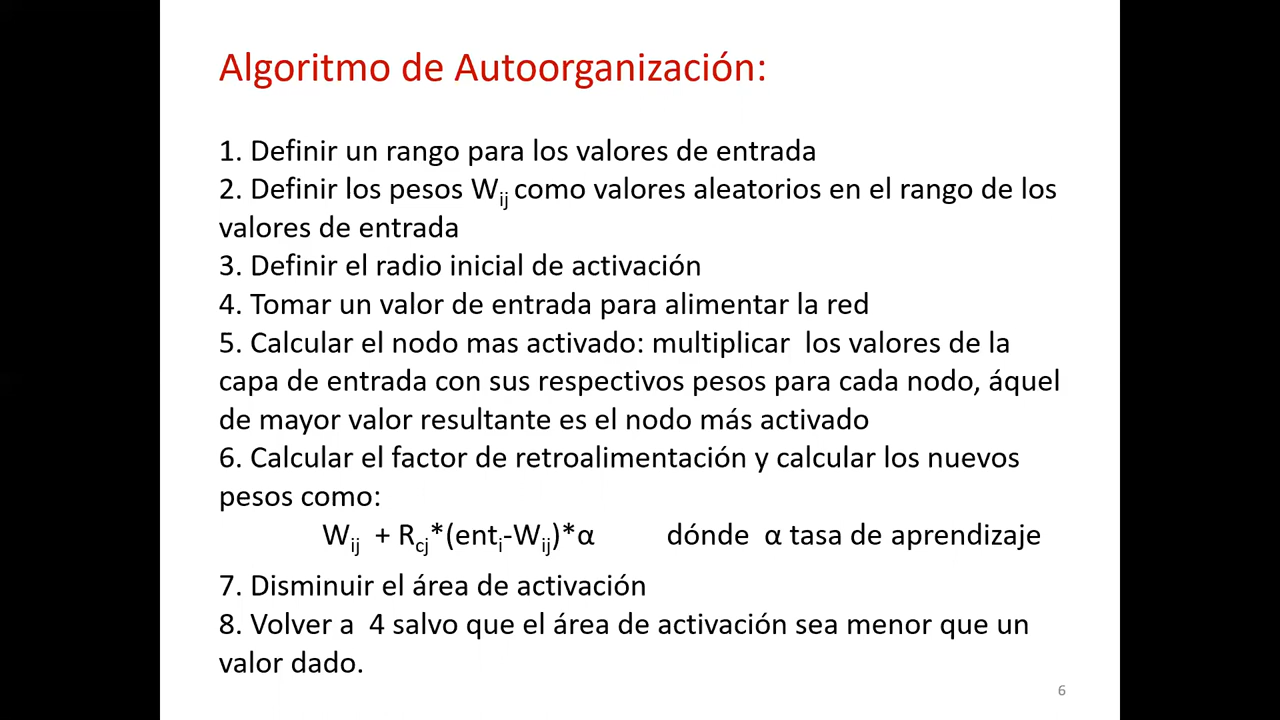 Algoritmo de Autoorganización:
1. Definir un rango para los valores de entrada
2. Definir los pesos Wij como valores aleatorios en el rango de los
valores de entrada
3. Definir el radio inicial de activación
4. Tomar un valor de entrada para alimentar la red
5. Calcular el nodo mas activado: multiplicar  los valores de la
capa de entrada con sus respectivos pesos para cada nodo, áquel
de mayor valor resultante es el nodo más activado
6. Calcular el factor de retroalimentación y calcular los nuevos
pesos como:
Wij + Rcj*(enti-Wij)*α dónde α tasa de aprendizaje
7. Disminuir el área de activación
8. Volver a  4 salvo que el área de activación sea menor que un
valor dado.
6